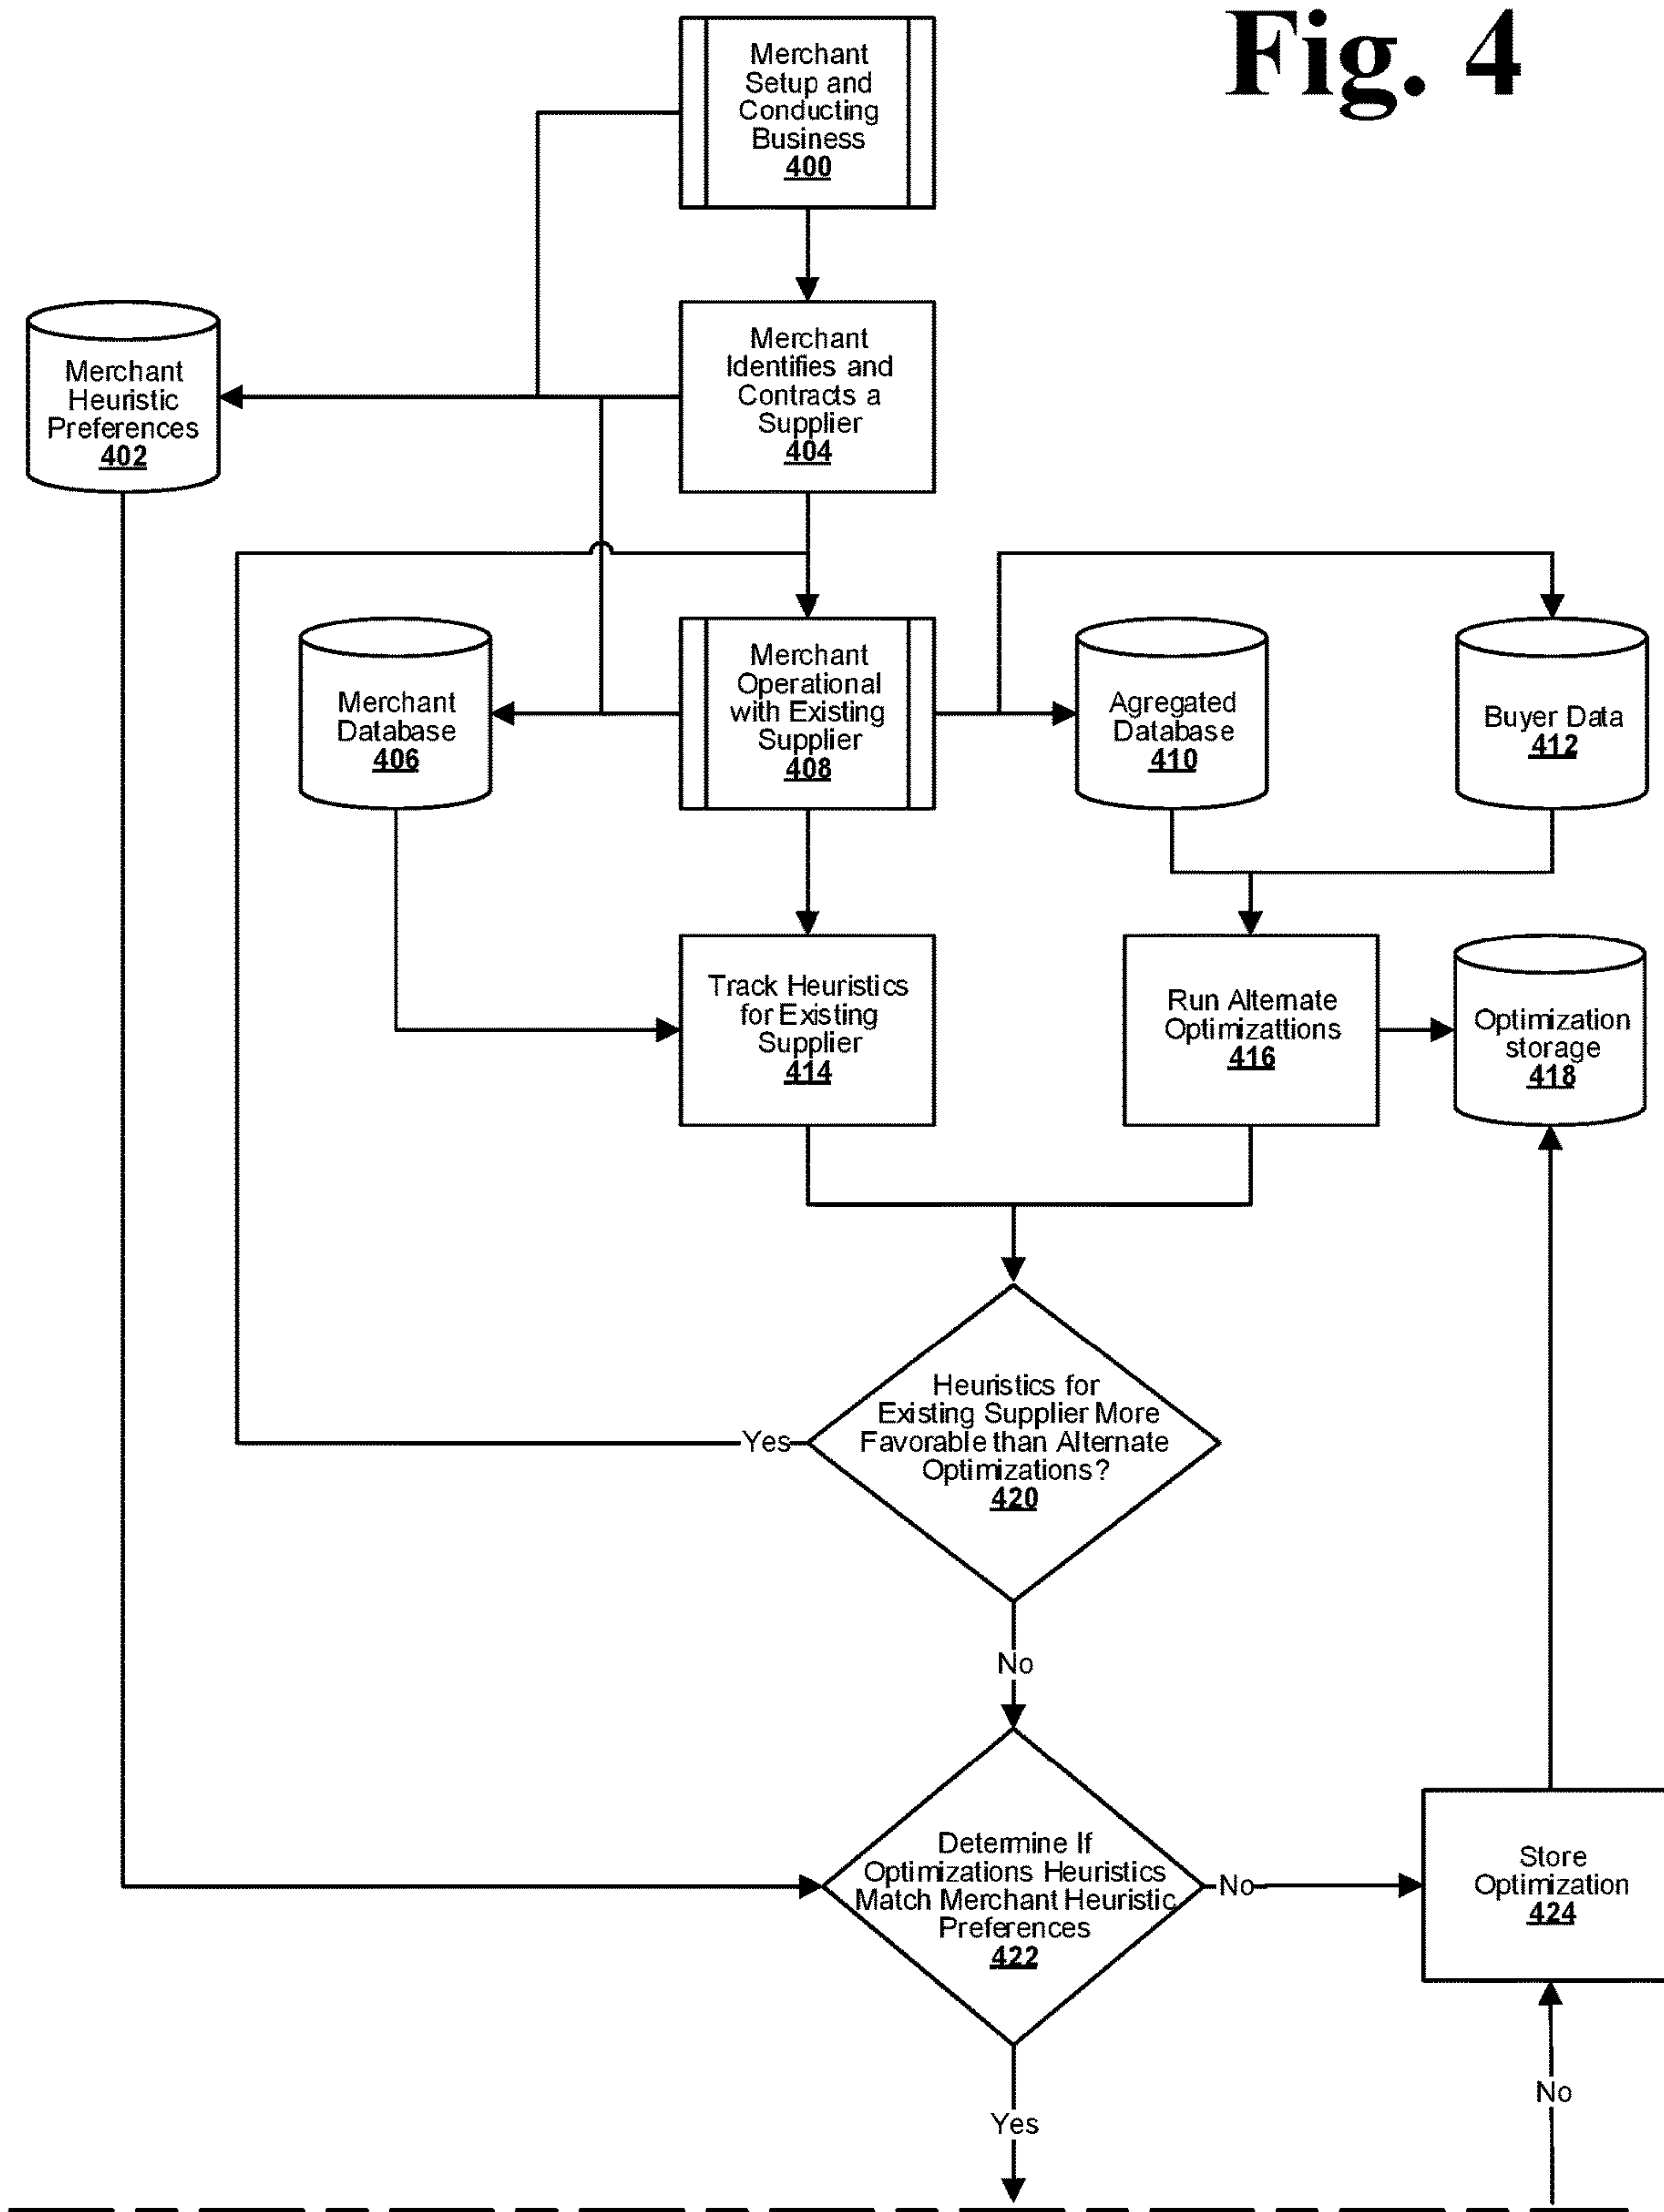 Fig. 4
Merchant
Setup and
Conducting
Business
400
Merchant
Heuristic
Preferences
402
Merchant
Identifies and
Contracts a
Supplier
404
Merchant
Database
406
Merchant
Operational
with Existing
Supplier
408
Agregated
Database
410
Buyer Data
412
Track Heuristics
for Existing
Supplier
414
Run Alternate
Optimizattions
416
Optimization
storage
418
Yes
Heuristics for
Existing Supplier More
Favorable than Alternate
Optimizations?
420
No
Determine If
Optimizations Heuristics
Match Merchant Heuristic
Preferences
422
No
Store
Optimization
424
Yes
No